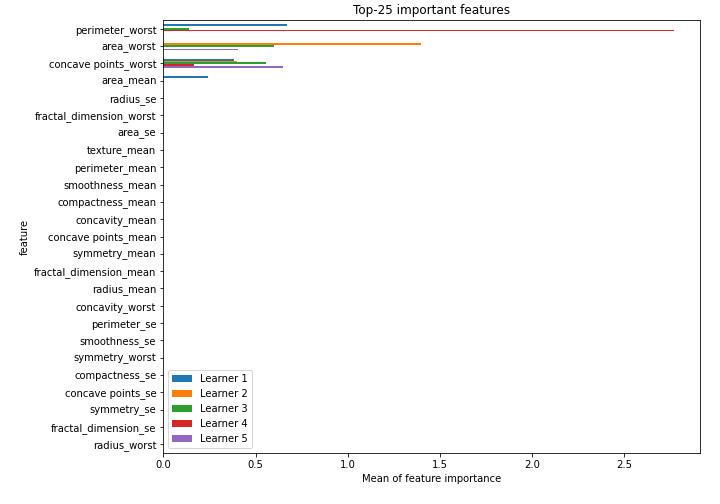 Top-25 important features
perimeter_worst
area_worst
concave points_worst
area_mean
radius_se
fractal_dimension_worst
area_se
texture_mean
perimeter_mean
smoothness_mean
compactness_mean
concavity_mean
concave points_mean
symmetry_mean
fractal_dimension_mean
radius_mean
concavity_worst
perimeter_se
smoothness_se
symmetry_worst
compactness_se
concave points_se
symmetry_se
fractal_dimension_se
radius_worst
feature
Learner 1
Learner 2
Learner 3
Learner 4
Learner 5
0.0 0.5 1.0 1.5 2.0 2.5
Mean of feature importance